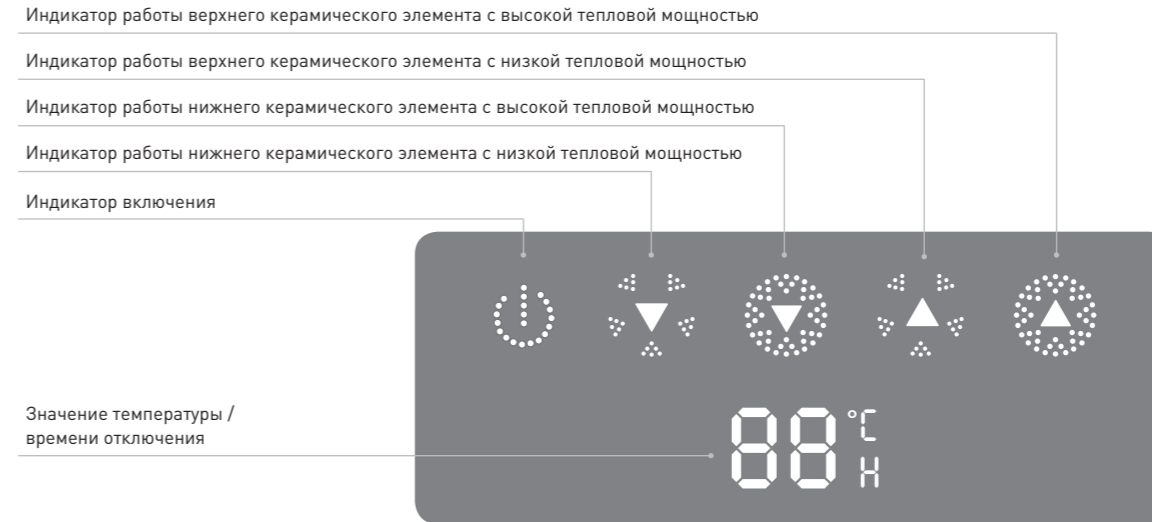 Индикатор работы верхнего керамического элемента с высокой тепловой мощностью
Индикатор работы верхнего керамического элемента с низкой тепловой мощностью
Индикатор работы нижнего керамического элемента с высокой тепловой мощностью
Индикатор работы нижнего керамического элемента с низкой тепловой мощностью
Индикатор включения
Значение температуры /
времени отключения
88 °C
H